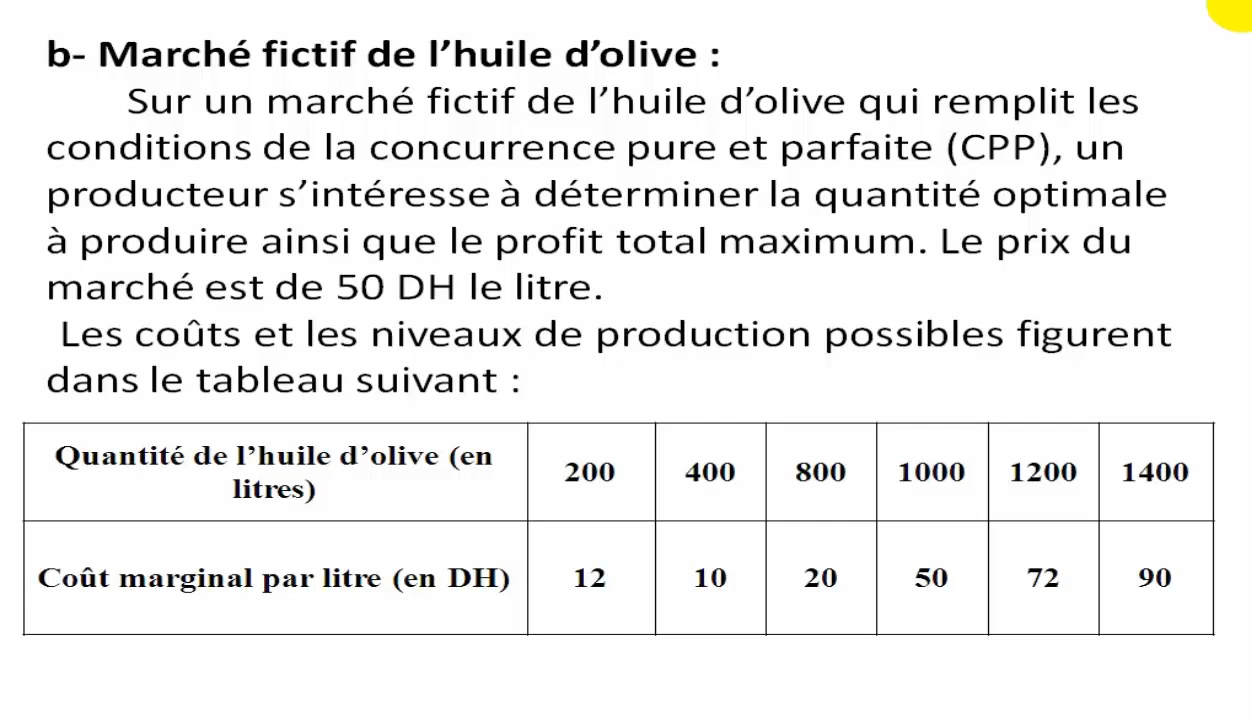 b- Marché fictif de l’huile d’olive :
Sur un marché fictif de l’huile d’olive qui remplit les
conditions de la concurrence pure et parfaite (CPP), un
producteur s’intéresse à déterminer la quantité optimale
à produire ainsi que le profit total maximum. Le prix du
marché est de 50 DH le litre.
Les coûts et les niveaux de production possibles figurent
dans le tableau suivant :
Quantité de l’huile d’olive (en
litres) 200 400 800 1000 1200 1400
Coût marginal par litre (en DH) 12 10 20 50 72 90